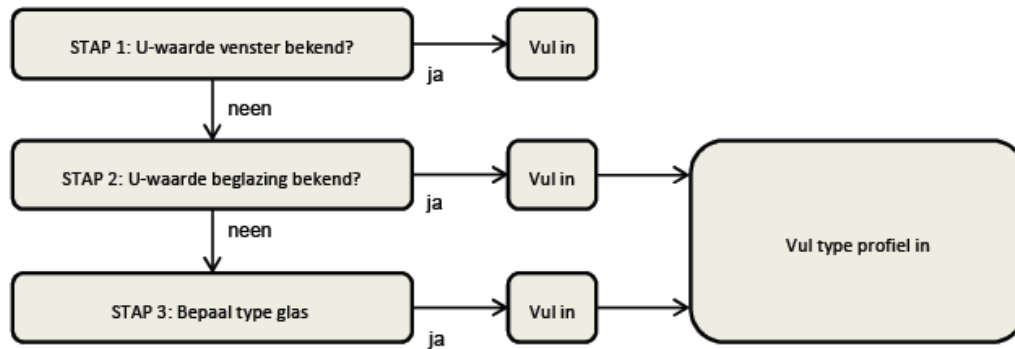 STAP 1: U-waarde venster bekend?
Vul in
ja
neen
STAP 2: U-waarde beglazing bekend?
Vul in
Vul type profiel in
ja
neen
STAP 3: Bepaal type glas
Vul in
ja